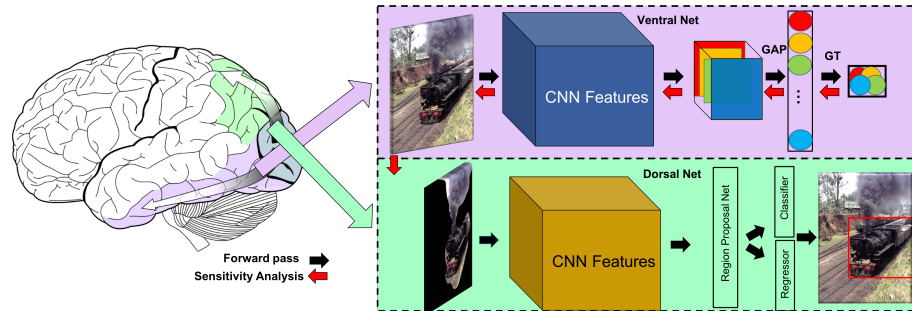 Ventral Net
GAP
GT
CNN Features
...
Dorsal Net
CNN Features
Region Proposal Net
Classifier
Regressor
Forward pass
Sensitivity Analysis